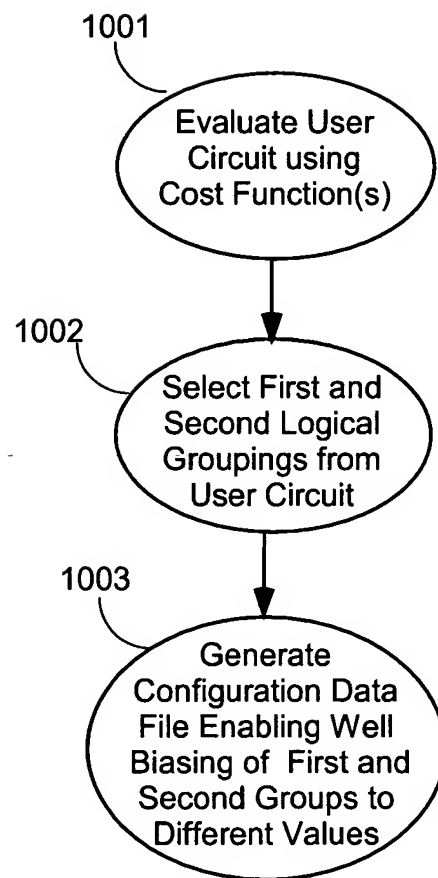 1001
Evaluate User
Circuit using
Cost Function(s)
1002
Select First and
Second Logical
Groupings from
User Circuit
1003
Generate
Configuration Data
File Enabling Well
Biasing of First and
Second Groups to
Different Values